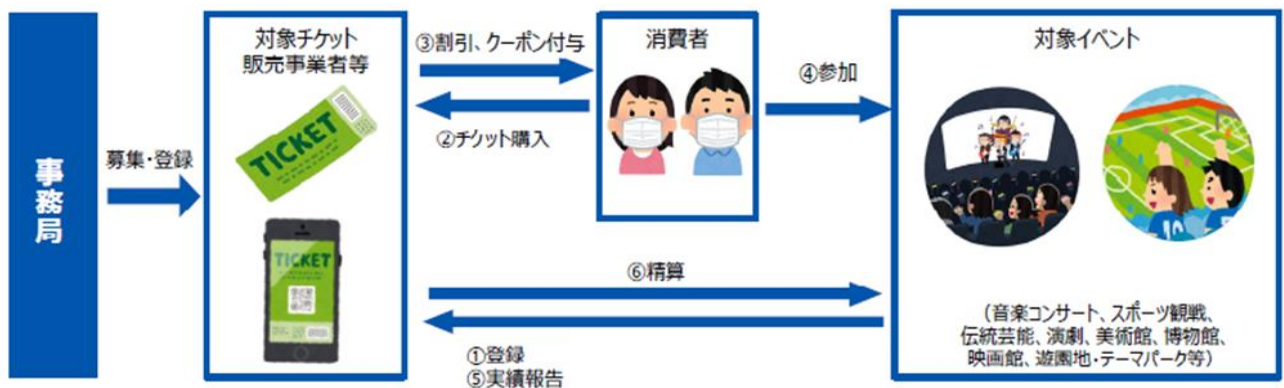 事務局
募集・登録
対象チケット
販売事業者等
TICKET
TICKET
③割引、クーポン付与
②チケット購入
消費者
④参加
対象イベント
⑥精算
①登録
⑤実績報告
（音楽コンサート、スポーツ観戦、
伝統芸能、演劇、美術館、博物館、
映画館、遊園地・テーマパーク等）